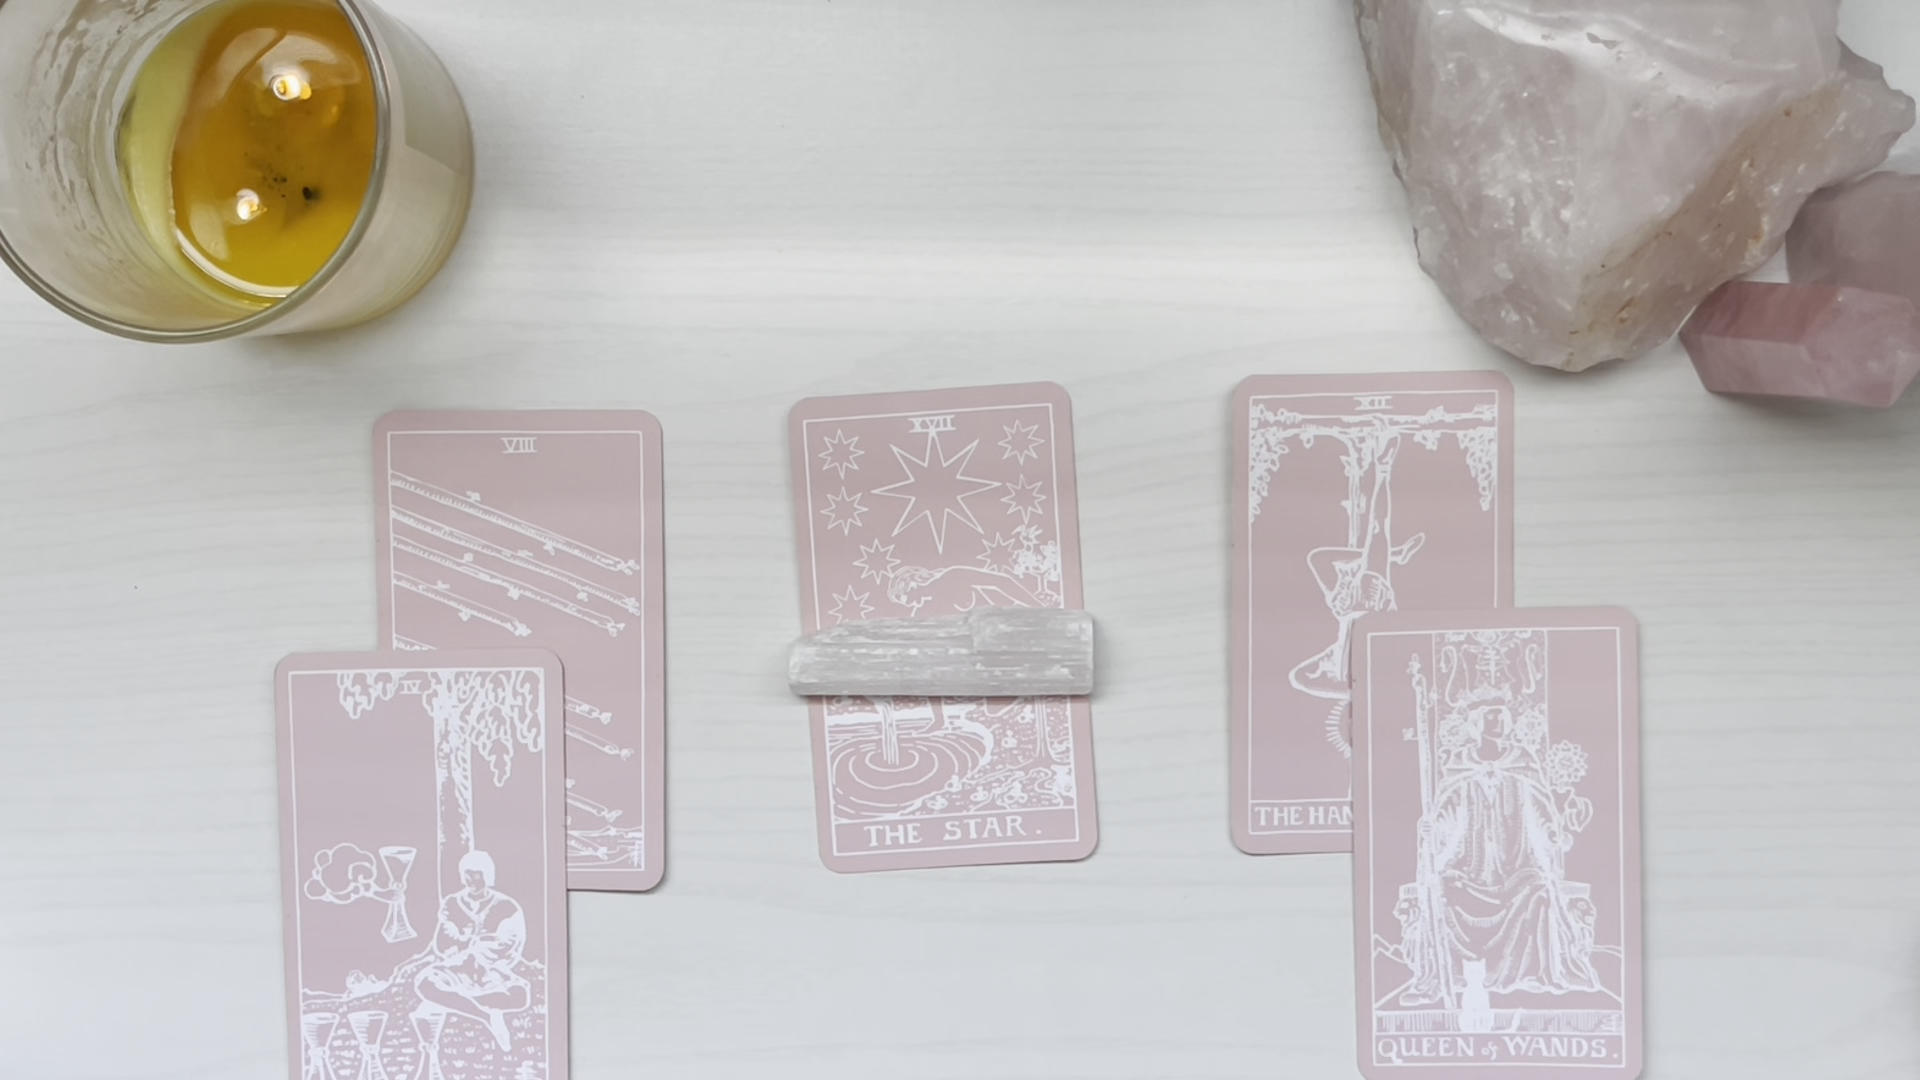 VIII
XVII
XII
IV
THE STAR.
THE HAN
QUEEN of WANDS.